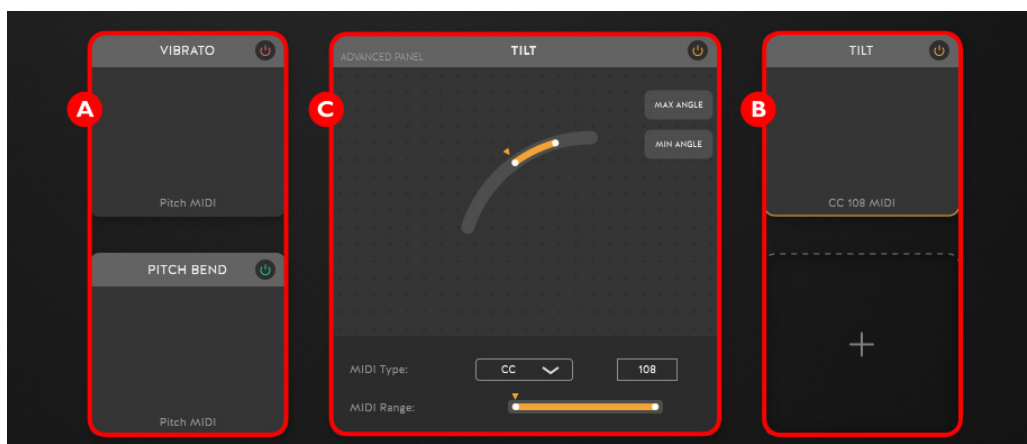 A
VIBRATO
Pitch MIDI
PITCH BEND
Pitch MIDI
C
ADVANCED PANEL
TILT
MAX ANGLE
MIN ANGLE
MIDI Type:
CC
108
MIDI Range:
B
TILT
CC 108 MIDI